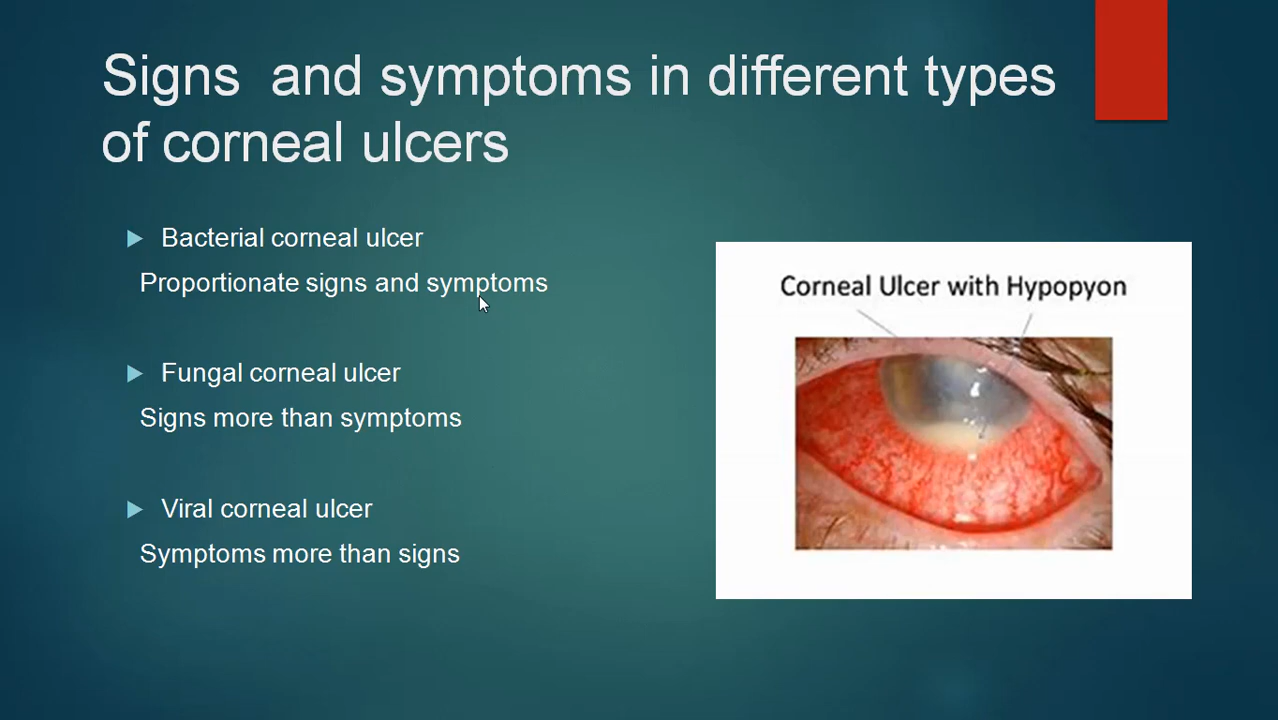 Signs and symptoms in different types
of corneal ulcers
Bacterial corneal ulcer
Proportionate signs and symptoms
Fungal corneal ulcer
Signs more than symptoms
Viral corneal ulcer
Symptoms more than signs
Corneal Ulcer with Hypopyon